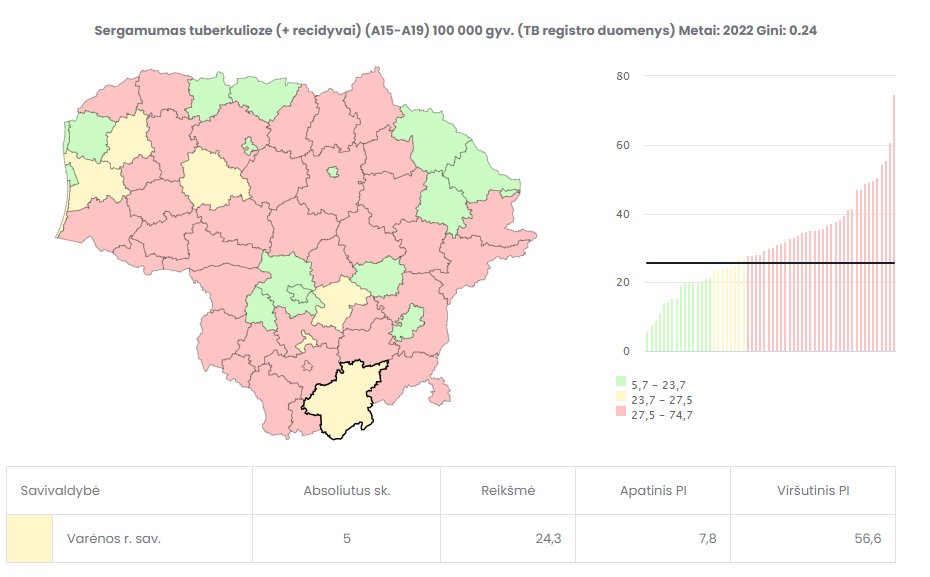 Sergamumas tuberkulioze (+ recidyvai) (A15-A19) 100 000 gyv. (TB registro duomenys) Metai: 2022 Gini: 0.24
80
60
40
20
0
5,7 - 23,7
23,7 - 27,5
27,5 - 74,7
Savivaldybė Absoliutus sk. Reikšmė Apatinis PI Viršutinis PI
Varėnos r. sav. 5 24,3 7,8 56,6